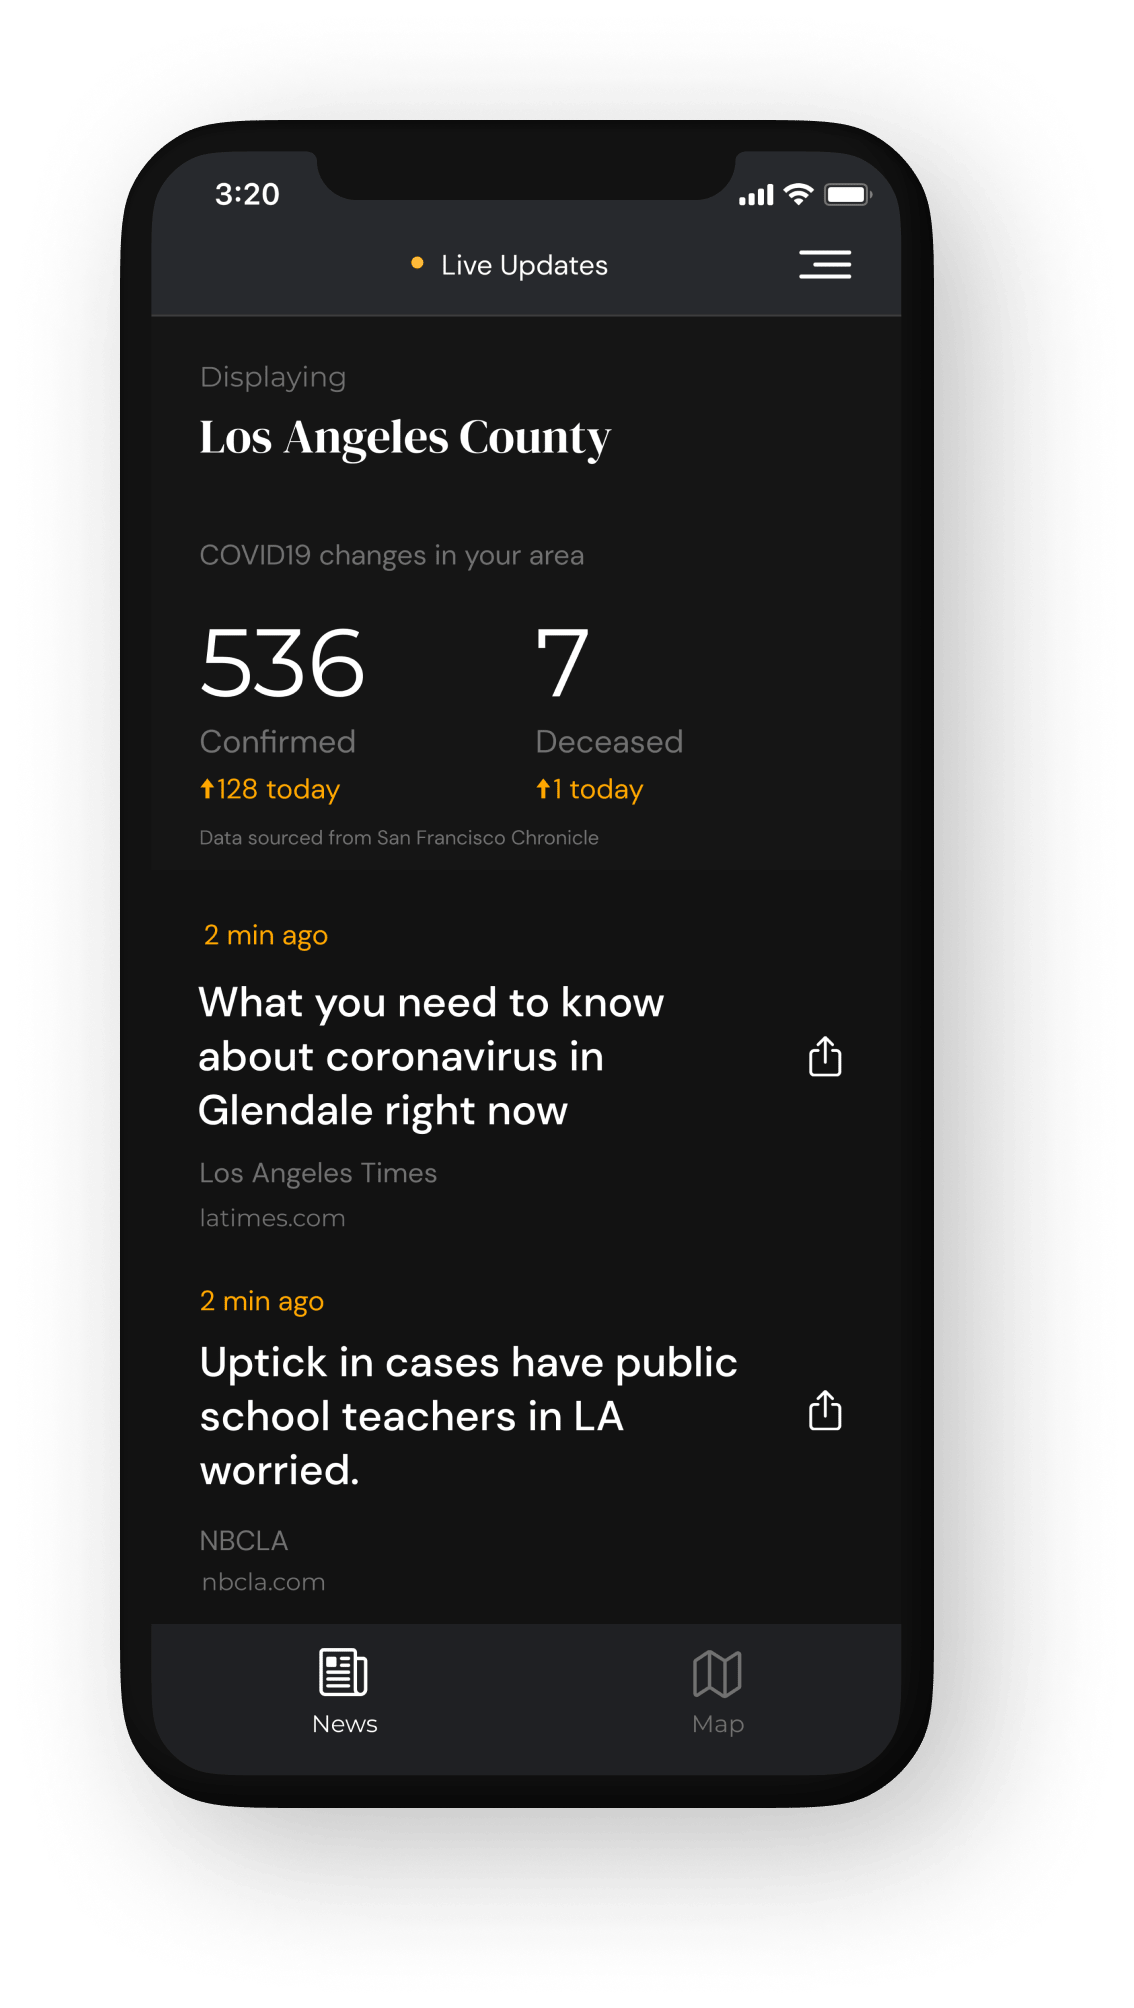 3:20
Live Updates
Displaying
Los Angeles County
COVID19 changes in your area
536 7
Confirmed Deceased
128 today 1 today
Data sourced from San Francisco Chronicle
2 min ago
What you need to know
about coronavirus in
Glendale right now
Los Angeles Times
latimes.com
2 min ago
Uptick in cases have public
school teachers in LA
worried.
NBCLA
nbcla.com
News Map